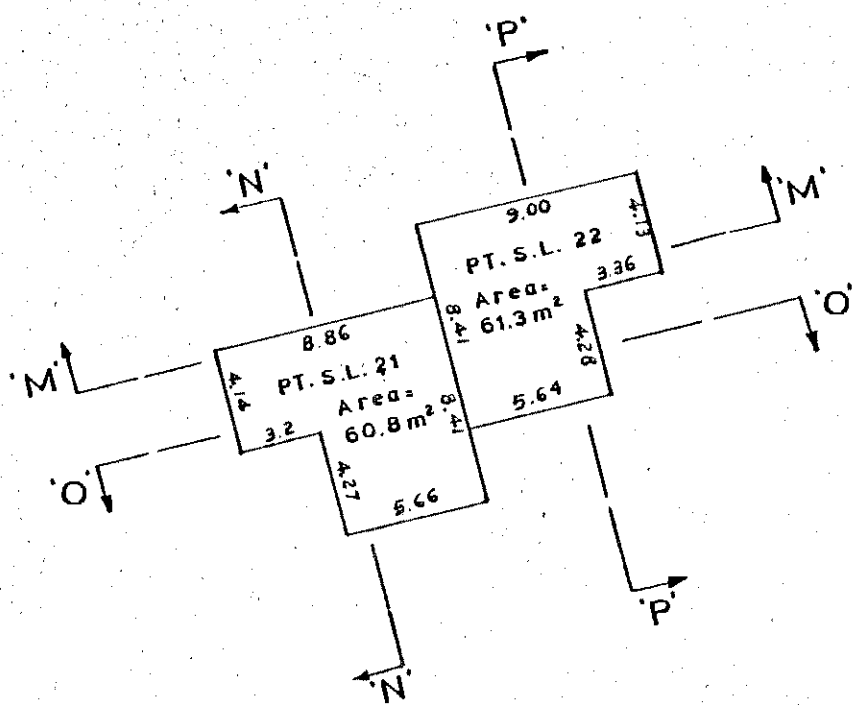 'P'
'N'
'M'
9.00
4.13
PT. S.L. 22
Area=
61.3 m²
3.36
8.41
4.28
5.64
'O'
'M'
8.86
4.14
PT. S.L. 21
Area=
60.8 m²
3.2
8.41
4.27
5.66
'O'
'P'
'N'